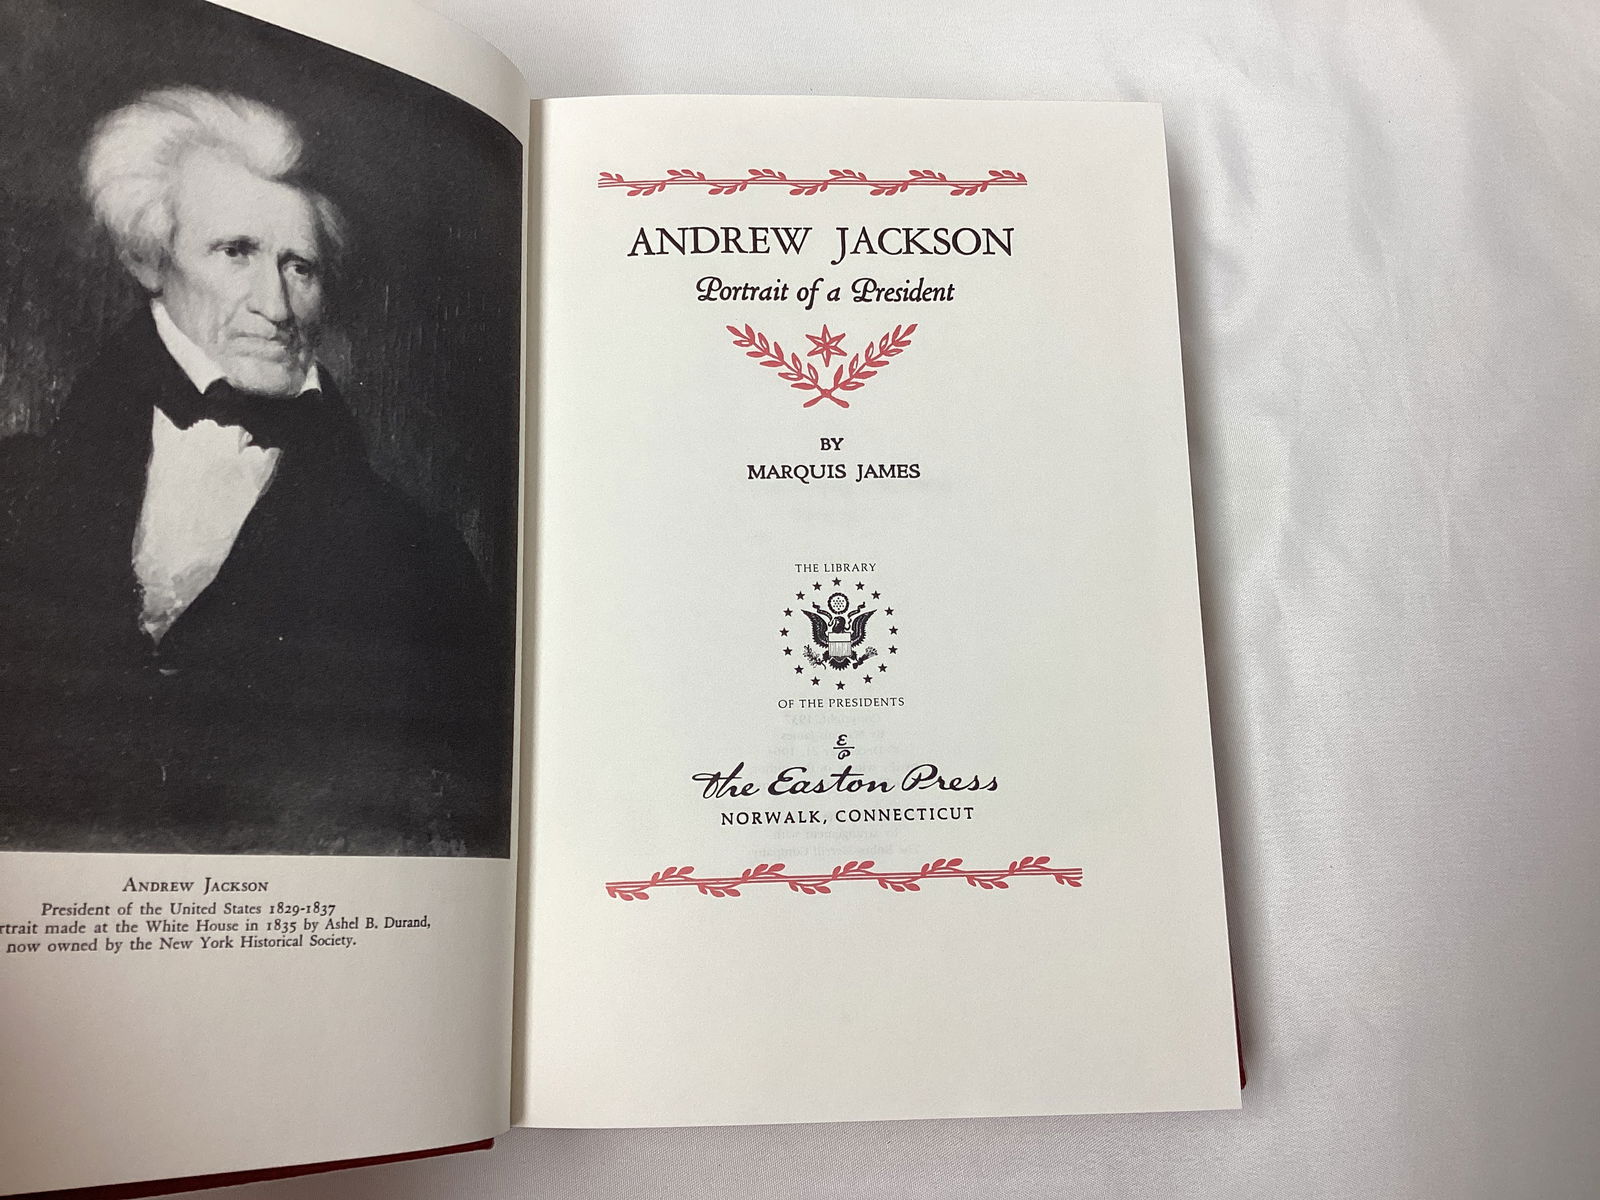 ANDREW JACKSON
President of the United States 1829-1837
made at the White House in 1835 by Ashel B. Durand,
now owned by the New York Historical Society.
ANDREW JACKSON
Portrait of a President
BY
MARQUIS JAMES
THE LIBRARY
OF THE PRESIDENTS
E
P
The Easton Press
NORWALK, CONNECTICUT